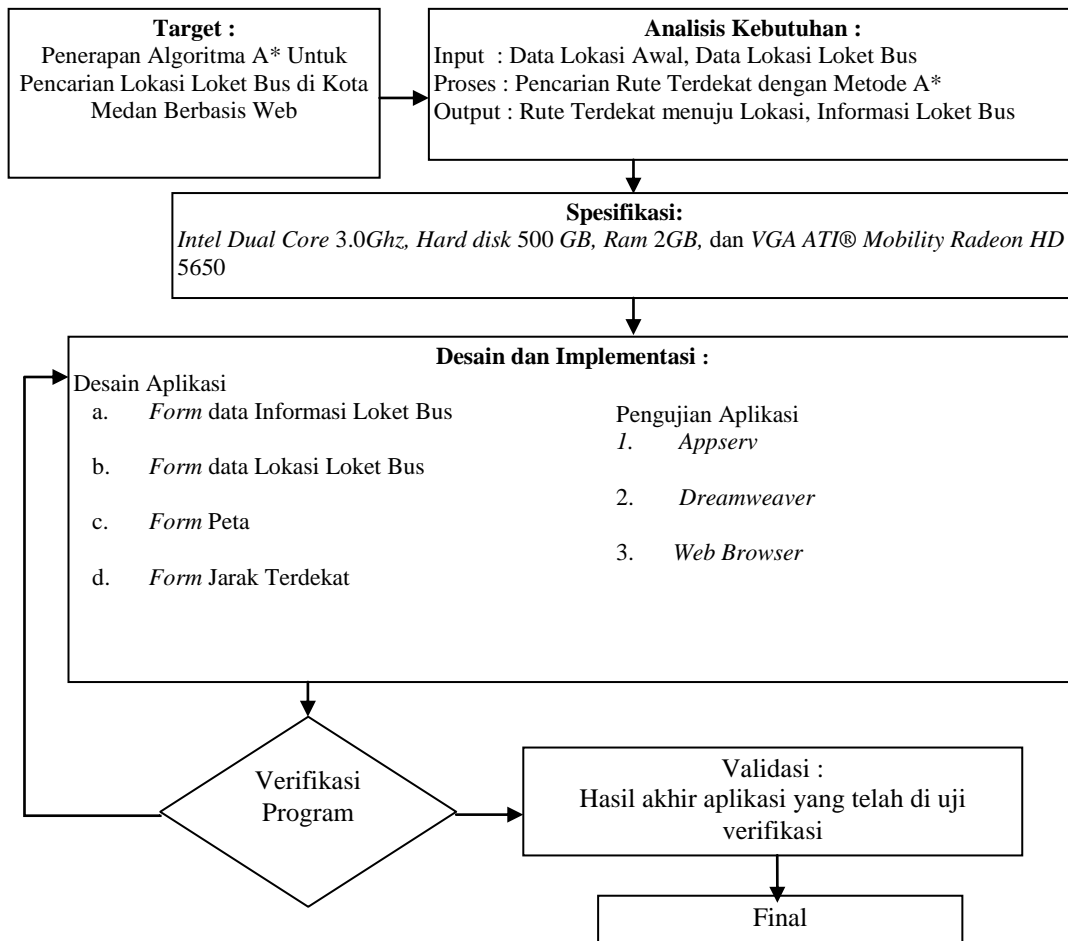 Target :
Penerapan Algoritma A* Untuk
Pencarian Lokasi Loket Bus di Kota
Medan Berbasis Web
Analisis Kebutuhan :
Input : Data Lokasi Awal, Data Lokasi Loket Bus
Proses : Pencarian Rute Terdekat dengan Metode A*
Output : Rute Terdekat menuju Lokasi, Informasi Loket Bus
Spesifikasi:
Intel Dual Core 3.0Ghz, Hard disk 500 GB, Ram 2GB, dan VGA ATI® Mobility Radeon HD
5650
Desain dan Implementasi :
Desain Aplikasi
a. Form data Informasi Loket Bus
b. Form data Lokasi Loket Bus
c. Form Peta
d. Form Jarak Terdekat
Pengujian Aplikasi
1. Appserv
2. Dreamweaver
3. Web Browser
Verifikasi
Program
Validasi :
Hasil akhir aplikasi yang telah di uji
verifikasi
Final